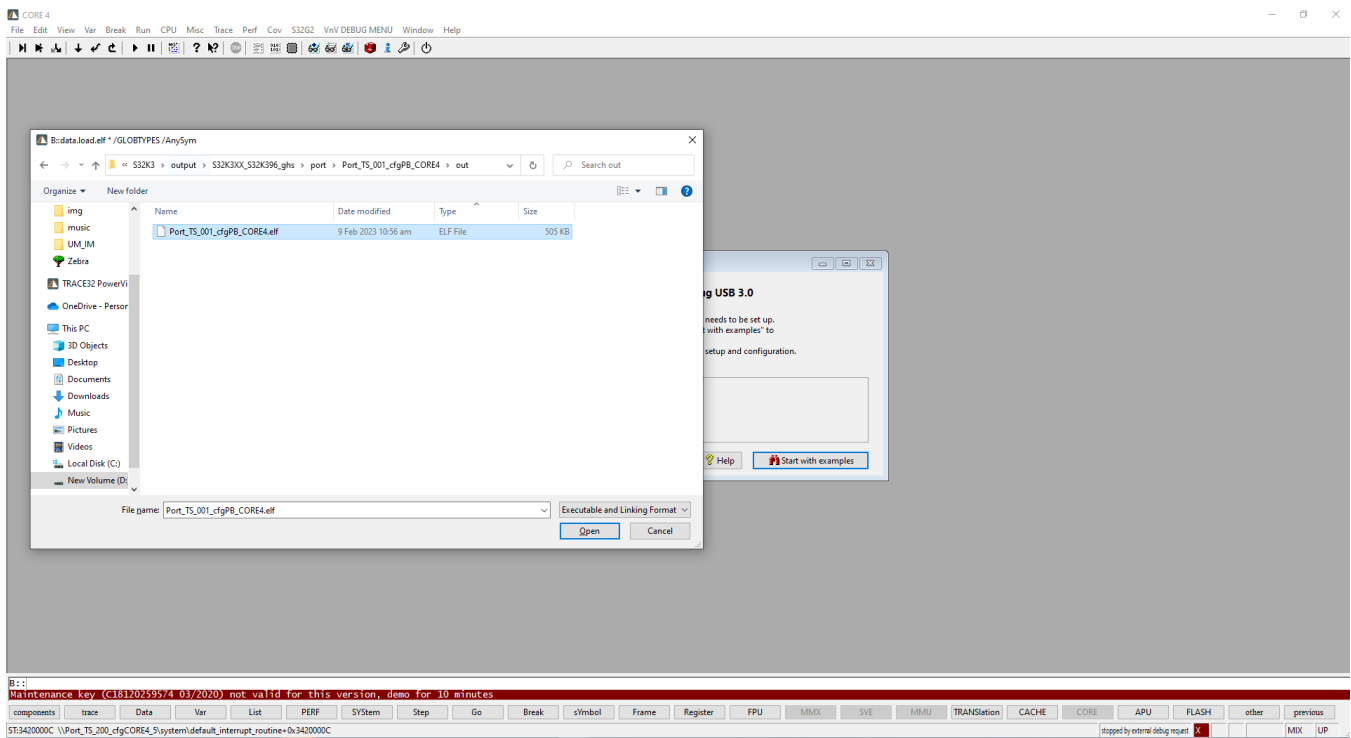 CORE 4
File Edit View Var Break Run CPU Misc Trace Perf Cov S32G2 VnV DEBUG MENU Window Help
B::data.load.elf * /GLOBTYPES /AnySym
« S32K3 › output › S32K3XX_S32K396_ghs › port › Port_TS_001_cfgPB_CORE4 › out
Search out
Organize
New folder
img
music
UM_IM
Zebra
TRACE32 PowerVi
OneDrive - Person
This PC
3D Objects
Desktop
Documents
Downloads
Music
Pictures
Videos
Local Disk (C:)
New Volume (D:
Name Date modified Type Size
Port_TS_001_cfgPB_CORE4.elf 9 Feb 2023 10:56 am ELF File 505 KB
File name: Port_TS_001_cfgPB_CORE4.elf
Executable and Linking Format
Open Cancel
ug USB 3.0
needs to be set up.
t with examples" to
setup and configuration.
Help
Start with examples
B::
Maintenance key (C18120259574 03/2020) not valid for this version, demo for 10 minutes
components trace Data Var List PERF SYStem Step Go Break sYmbol Frame Register FPU MMX SVE MMU TRANSlation CACHE CORE APU FLASH other previous
ST:3420000C \\Port_TS_200_cfgCORE4_5\system\default_interrupt_routine+0x3420000C
stopped by external debug request X MIX UP